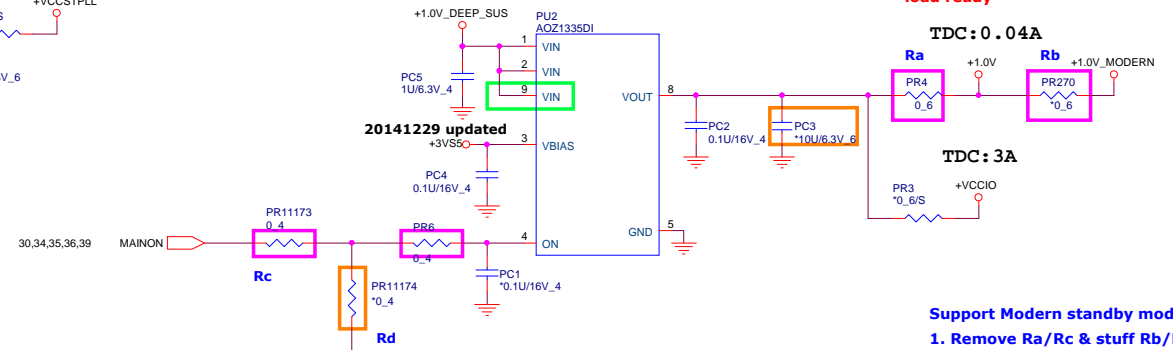 +VCCSTPLL
S
V_6
+1.0V_DEEP_SUS
PU2
AOZ1335DI
1
VIN
2
VIN
9
VIN
PC5
1U/6.3V_4
20141229 updated
+3VS5
3
VBIAS
PC4
0.1U/16V_4
30,34,35,36,39
MAINON
PR11173
0_4
Rc
PR6
0_4
4
ON
PR11174
*0_4
Rd
PC1
*0.1U/16V_4
VOUT
8
GND
5
PC2
0.1U/16V_4
PC3
*10U/6.3V_6
load ready
TDC:0.04A
Ra
Rb
PR4
0_6
+1.0V
PR270
*0_6
+1.0V_MODERN
TDC:3A
PR3
*0_6/S
+VCCIO
Support Modern standby mod
1. Remove Ra/Rc & stuff Rb/